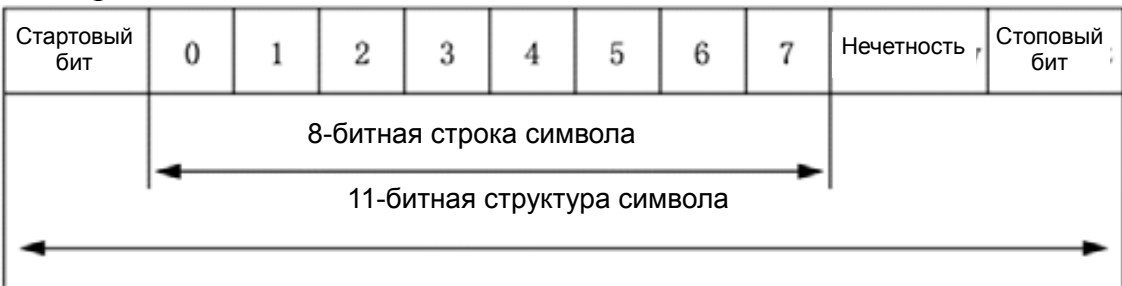 Стартовый бит 0 1 2 3 4 5 6 7 Нечетность Стоповый бит
8-битная строка символа
11-битная структура символа